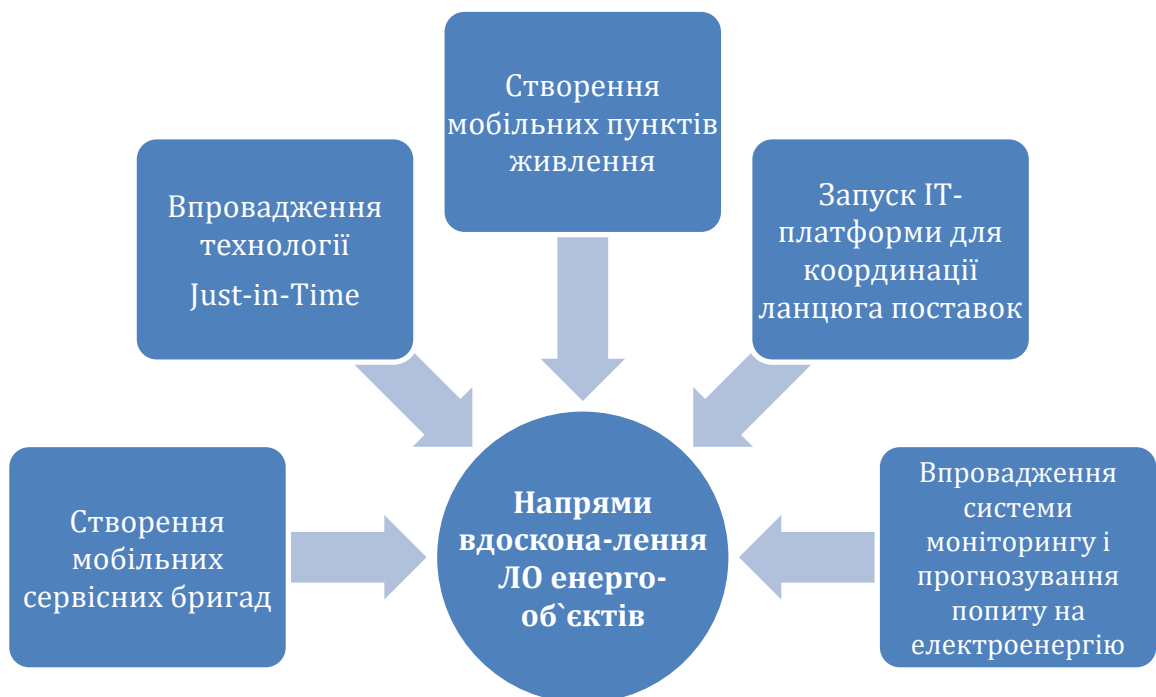 Створення
мобільних пунктів
живлення
Впровадження
технології
Just-in-Time
Запуск ІТ-
платформи для
координації
ланцюга поставок
Створення
мобільних
сервісних бригад
Напрями
вдоскона-лення
ЛО енерго-
об`єктів
Впровадження
системи
моніторингу і
прогнозування
попиту на
електроенергію